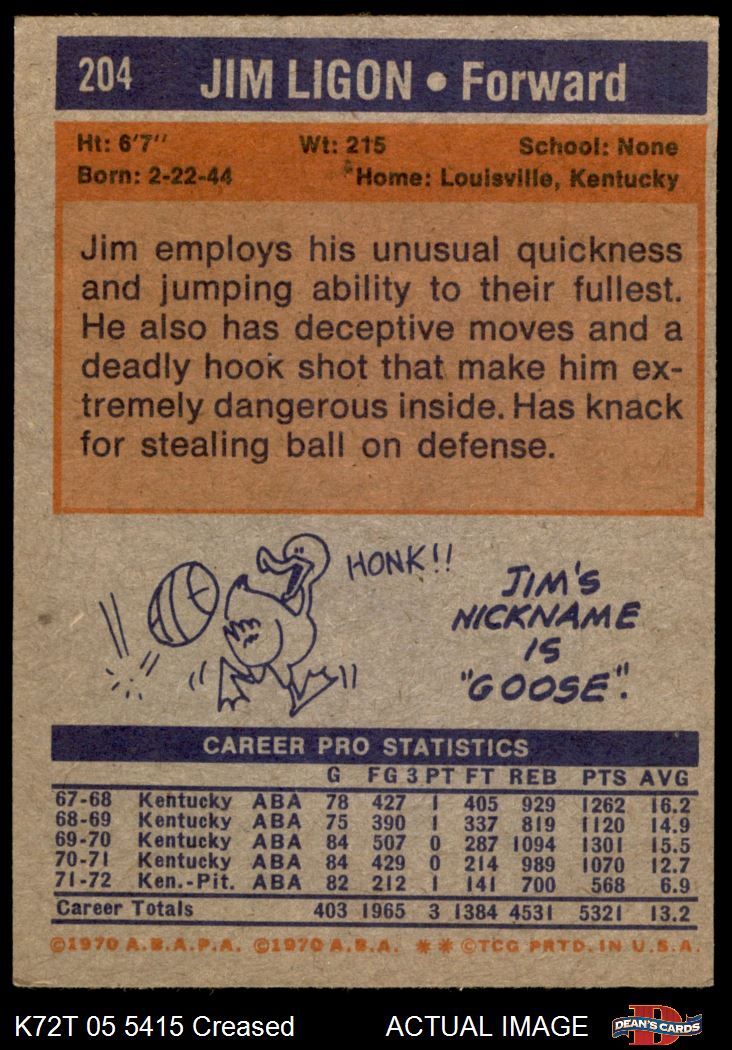 204 JIM LIGON • Forward
Ht: 6'7" Wt: 215 School: None
Born: 2-22-44 *Home: Louisville, Kentucky
Jim employs his unusual quickness
and jumping ability to their fullest.
He also has deceptive moves and a
deadly hook shot that make him ex-
tremely dangerous inside. Has knack
for stealing ball on defense.
HONK!!
JIM'S
NICKNAME
IS
"GOOSE".
CAREER PRO STATISTICS
G FG 3 PT FT REB PTS AVG
67-68 Kentucky ABA 78 427 1 405 929 1262 16.2
68-69 Kentucky ABA 75 390 1 337 819 1120 14.9
69-70 Kentucky ABA 84 507 0 287 1094 1301 15.5
70-71 Kentucky ABA 84 429 0 214 989 1070 12.7
71-72 Ken.-Pit. ABA 82 212 1 141 700 568 6.9
Career Totals 403 1965 3 1384 4531 5321 13.2
©1970 A.B.A.P.A. ©1970 A.B.A. ** ©TCG PRTD. IN U.S.A.
K72T 05 5415 Creased ACTUAL IMAGE D DEAN'S CARDS